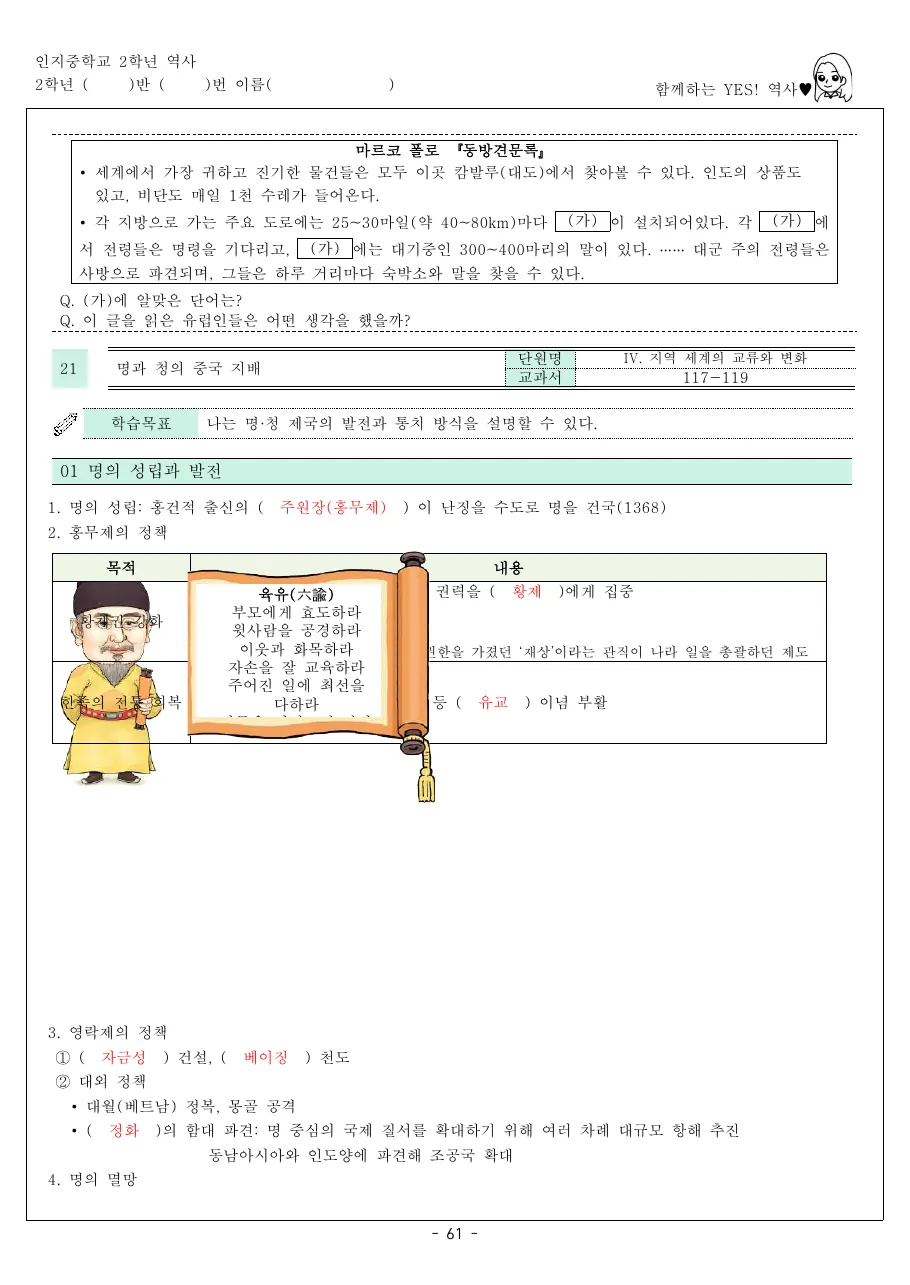 인지중학교 2학년 역사
2학년 (    )반 (    )번 이름(            )
함께하는 YES! 역사♥
마르코 폴로 『동방견문록』
• 세계에서 가장 귀하고 진기한 물건들은 모두 이곳 캄발루(대도)에서 찾아볼 수 있다. 인도의 상품도
있고, 비단도 매일 1천 수레가 들어온다.
• 각 지방으로 가는 주요 도로에는 25~30마일(약 40~80km)마다 (가) 이 설치되어있다. 각 (가) 에
서 전령들은 명령을 기다리고, (가) 에는 대기중인 300~400마리의 말이 있다. …… 대군 주의 전령들은
사방으로 파견되며, 그들은 하루 거리마다 숙박소와 말을 찾을 수 있다.
Q. (가)에 알맞은 단어는?
Q. 이 글을 읽은 유럽인들은 어떤 생각을 했을까?
21 명과 청의 중국 지배
단원명 IV. 지역 세계의 교류와 변화
교과서 117-119
학습목표 나는 명·청 제국의 발전과 통치 방식을 설명할 수 있다.
01 명의 성립과 발전
1. 명의 성립: 홍건적 출신의 ( 주원장(홍무제) ) 이 난징을 수도로 명을 건국(1368)
2. 홍무제의 정책
목적 내용
황제권 강화
권력을 ( 황제 )에게 집중
권한을 가졌던 '재상'이라는 관직이 나라 일을 총괄하던 제도
한족의 전통 회복
등 ( 유교 ) 이념 부활
육유(六諭)
부모에게 효도하라
윗사람을 공경하라
이웃과 화목하라
자손을 잘 교육하라
주어진 일에 최선을
다하라
3. 영락제의 정책
① ( 자금성 ) 건설, ( 베이징 ) 천도
② 대외 정책
• 대월(베트남) 정복, 몽골 공격
• ( 정화 )의 함대 파견: 명 중심의 국제 질서를 확대하기 위해 여러 차례 대규모 항해 추진
동남아시아와 인도양에 파견해 조공국 확대
4. 명의 멸망
- 61 -